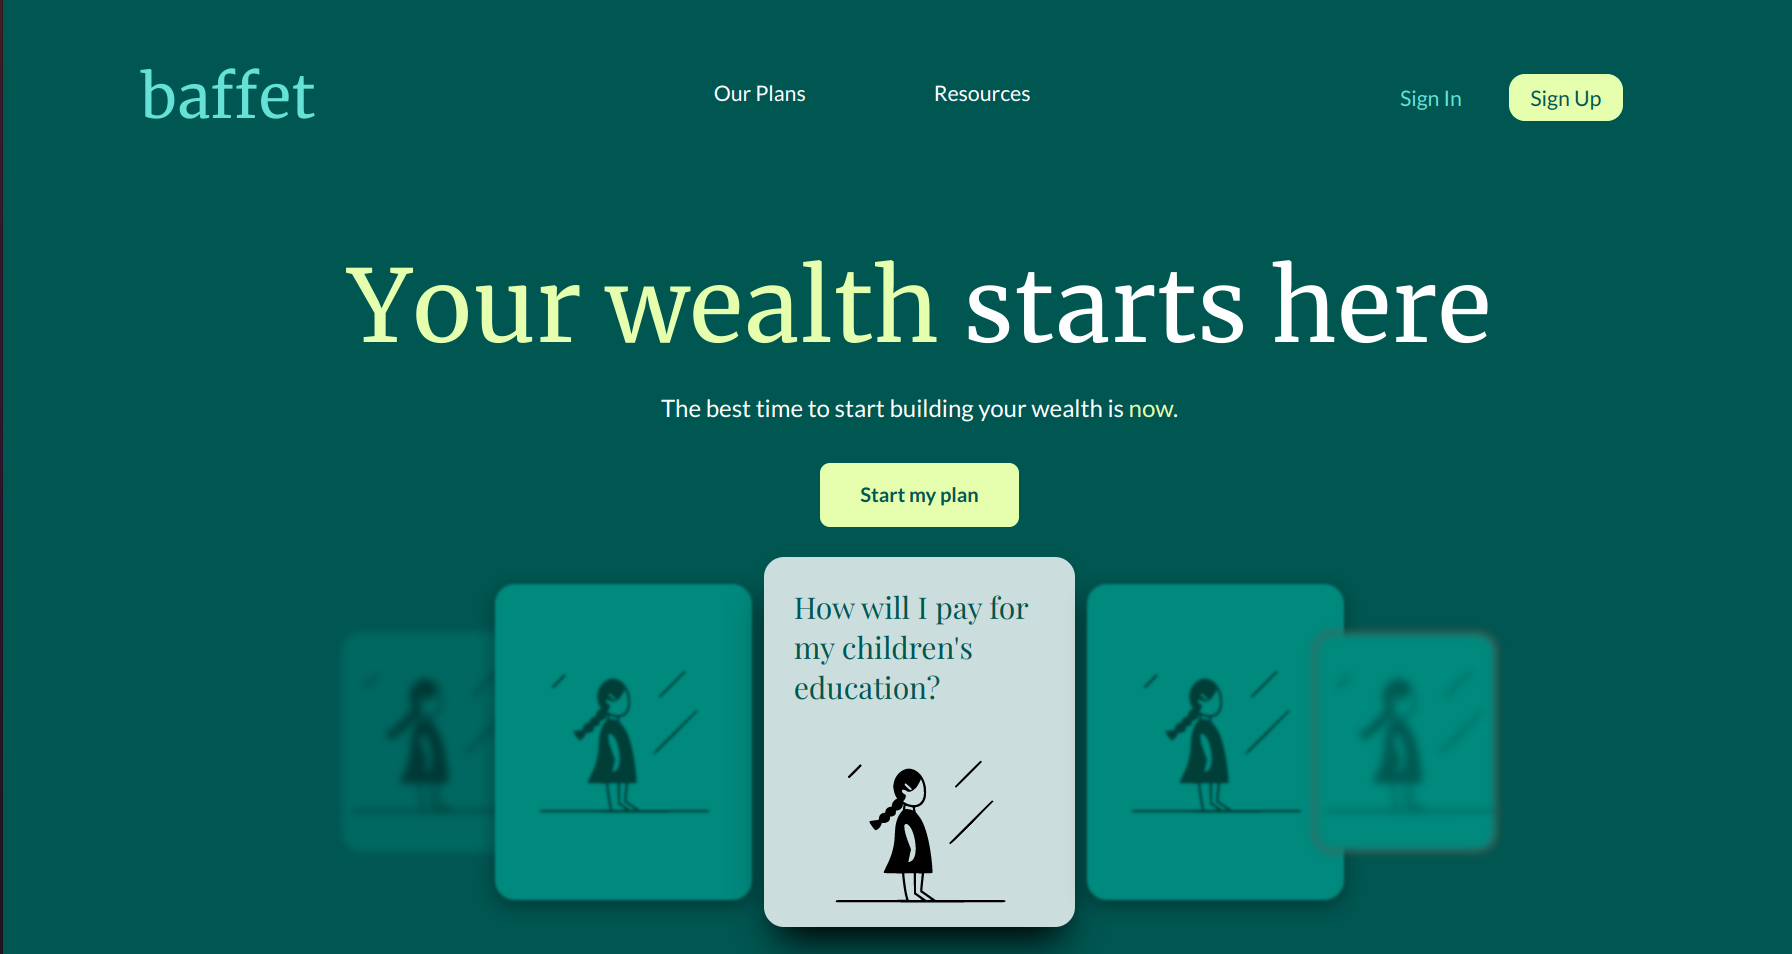 baffet
Our Plans
Resources
Sign In
Sign Up
Your wealth starts here
The best time to start building your wealth is now.
Start my plan
How will I pay for
my children's
education?